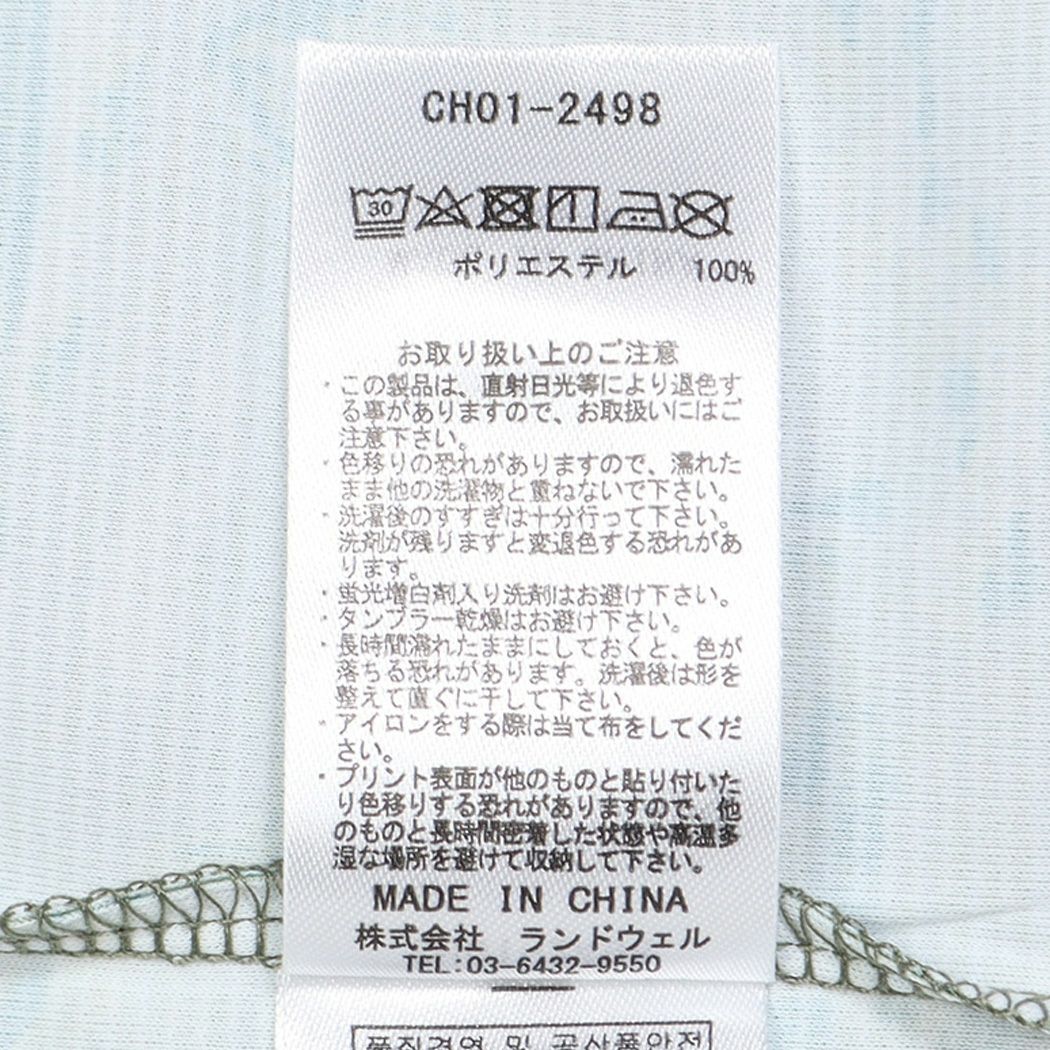 CH01-2498
30
ポリエステル 100%
お取り扱い上のご注意
・この製品は、直射日光等により退色す
る事がありますので、お取扱いにはご
注意下さい。
・色移りの恐れがありますので、濡れた
まま他の洗濯物と重ねないで下さい。
・洗濯後のすすぎは十分行って下さい。
洗剤が残りますと変退色する恐れがあ
ります。
・蛍光増白剤入り洗剤はお避け下さい。
・タンブラー乾燥はお避け下さい。
・長時間濡れたままにしておくと、色が
落ちる恐れがあります。洗濯後は形を
整えて直ぐに干して下さい。
・アイロンをする際は当て布をしてくだ
さい。
・プリント表面が他のものと貼り付いた
り色移りする恐れがありますので、他
のものと長時間密着した状態や高温多
湿な場所を避けて収納して下さい。
MADE IN CHINA
株式会社 ランドウェル
TEL:03-6432-9550
품질경영 및 공산품안전